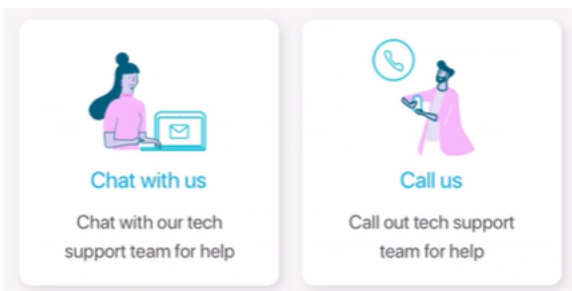 Chat with us
Chat with our tech
support team for help
Call us
Call out tech support
team for help